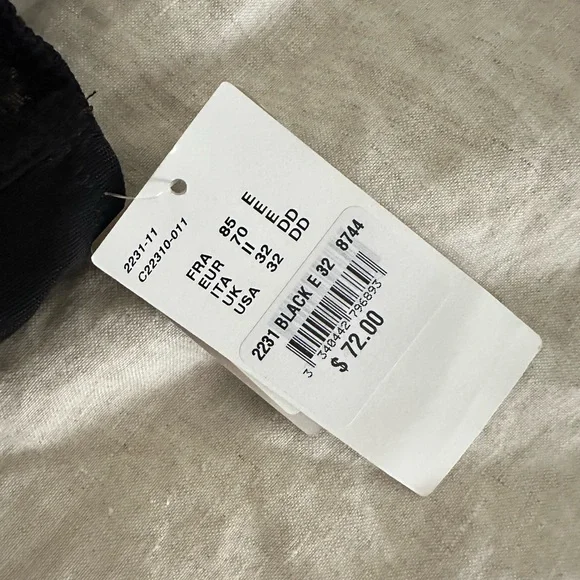 2231-11
C22310-011
FRA 85 E
EUR 70 E
ITA II E
UK 32 DD
USA 32 DD
2231 BLACK E 32 8744
3 340442 796893
$ 72.00